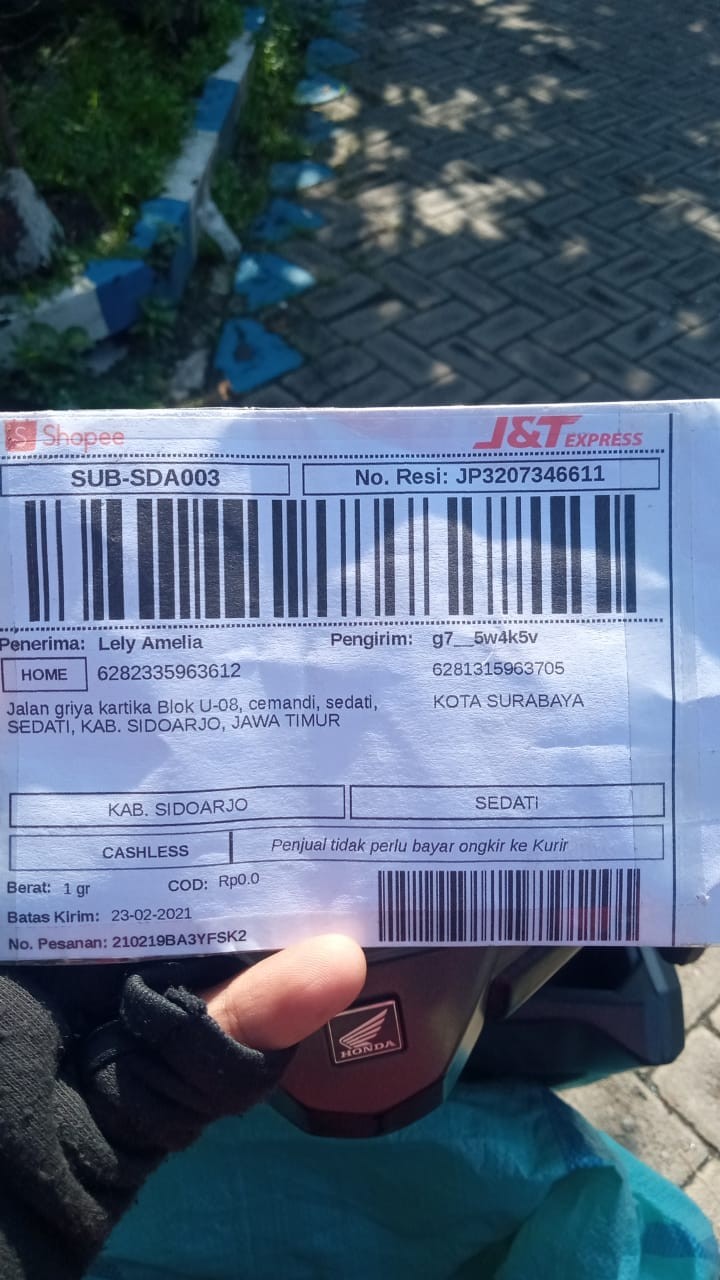 Shopee
J&T EXPRESS
SUB-SDA003
No. Resi: JP3207346611
Penerima: Lely Amelia
Pengirim: g7__5w4k5v
HOME
6282335963612
6281315963705
Jalan griya kartika Blok U-08, cemandi, sedati,
SEDATI, KAB. SIDOARJO, JAWA TIMUR
KOTA SURABAYA
KAB. SIDOARJO
SEDATI
CASHLESS
Penjual tidak perlu bayar ongkir ke Kurir
Berat: 1 gr
COD: Rp0.0
Batas Kirim: 23-02-2021
No. Pesanan: 210219BA3YFSK2
HONDA